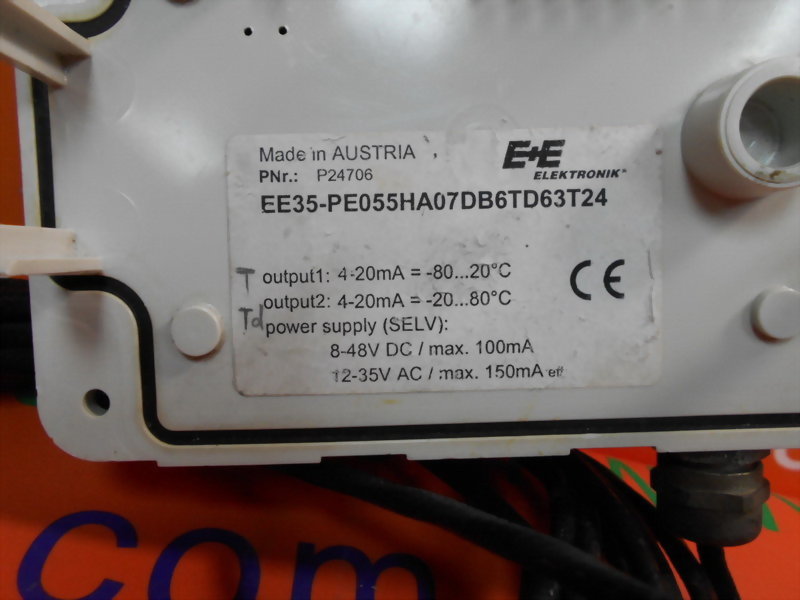 Made in AUSTRIA
E+E
ELEKTRONIK
PNr.: P24706
EE35-PE055HA07DB6TD63T24
T output1: 4-20mA = -80...20°C
CE
output2: 4-20mA = -20...80°C
Td power supply (SELV):
8-48V DC / max. 100mA
12-35V AC / max. 150mA eff
com